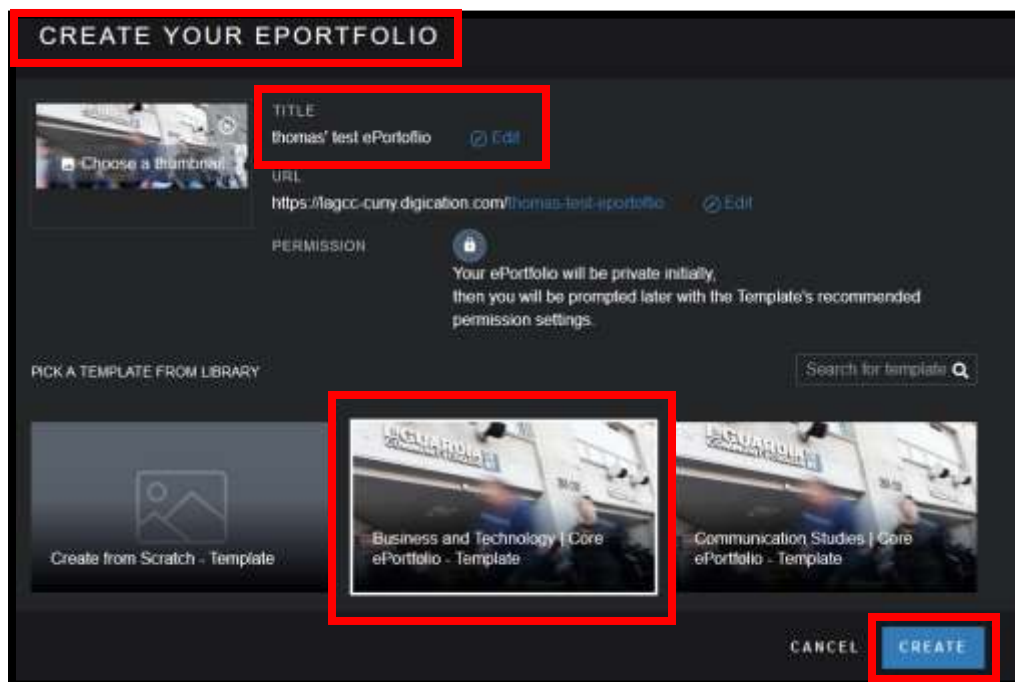 CREATE YOUR EPORTFOLIO
Choose a thumbnail
TITLE
thomas' test ePortoflio Edit
URL
https://lagcc-cuny.digication.com/thomas-test-eportoflio Edit
PERMISSION
Your ePortfolio will be private initially,
then you will be prompted later with the Template's recommended
permission settings.
PICK A TEMPLATE FROM LIBRARY
Search for template
Create from Scratch - Template
Business and Technology | Core
ePortfolio - Template
Communication Studies | Core
ePortfolio - Template
CANCEL CREATE